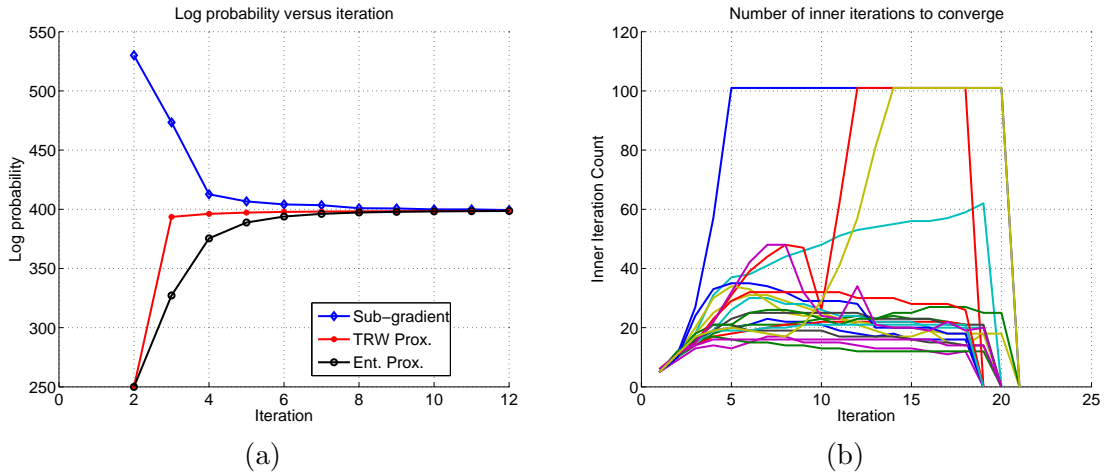 Log probability versus iteration
550
500
450
400
350
300
250
Log probability
0
2
4
6
8
10
12
Iteration
Sub-gradient
TRW Prox.
Ent. Prox.
(a)
Number of inner iterations to converge
120
100
80
60
40
20
0
Inner Iteration Count
0
5
10
15
20
25
Iteration
(b)